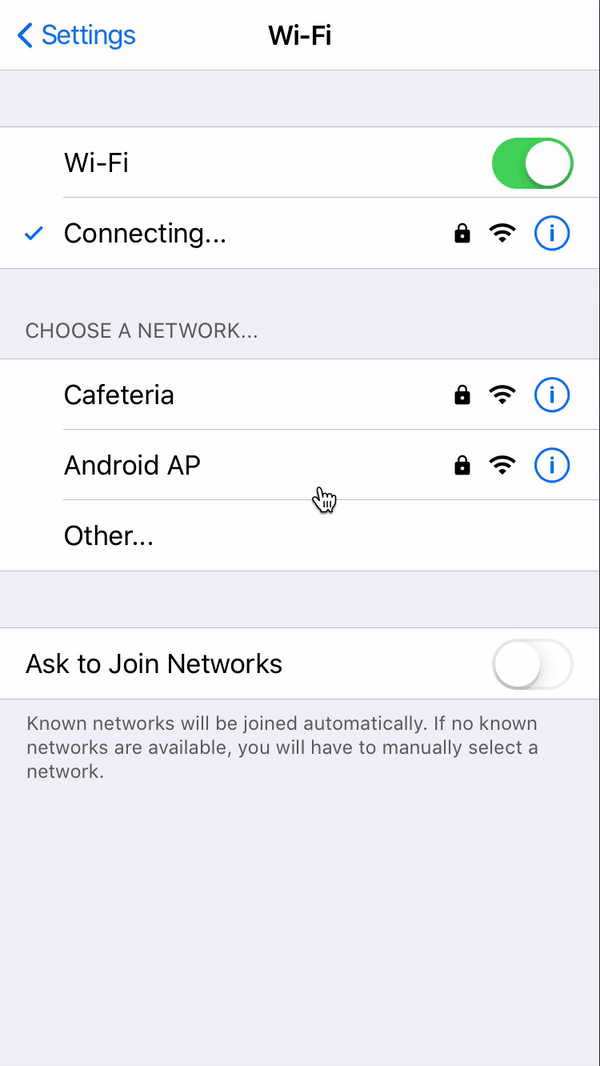 Settings
Wi-Fi
Wi-Fi
Connecting...
CHOOSE A NETWORK...
Cafeteria
Android AP
Other...
Ask to Join Networks
Known networks will be joined automatically. If no known
networks are available, you will have to manually select a
network.